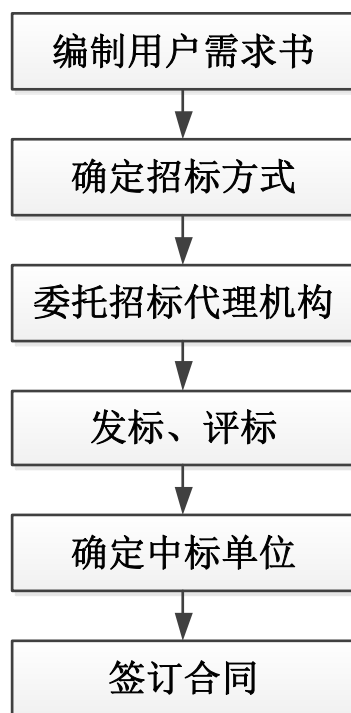 编制用户需求书
确定招标方式
委托招标代理机构
发标、评标
确定中标单位
签订合同